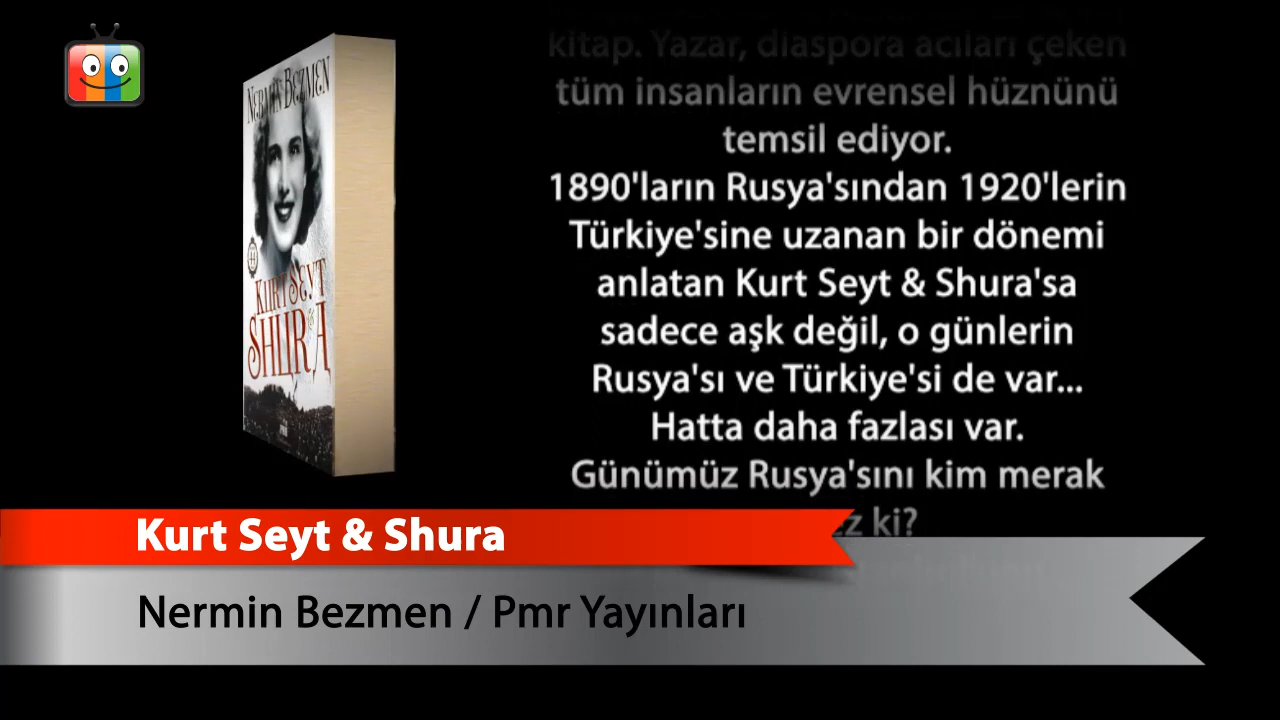 NERMİN BEZMEN
KURT SEYT
&
SHURA
kitap. Yazar, diaspora acıları çeken
tüm insanların evrensel hüznünü
temsil ediyor.
1890'ların Rusya'sından 1920'lerin
Türkiye'sine uzanan bir dönemi
anlatan Kurt Seyt & Shura'sa
sadece aşk değil, o günlerin
Rusya'sı ve Türkiye'si de var...
Hatta daha fazlası var.
Günümüz Rusya'sını kim merak
ki?
Kurt Seyt & Shura
Nermin Bezmen / Pmr Yayınları